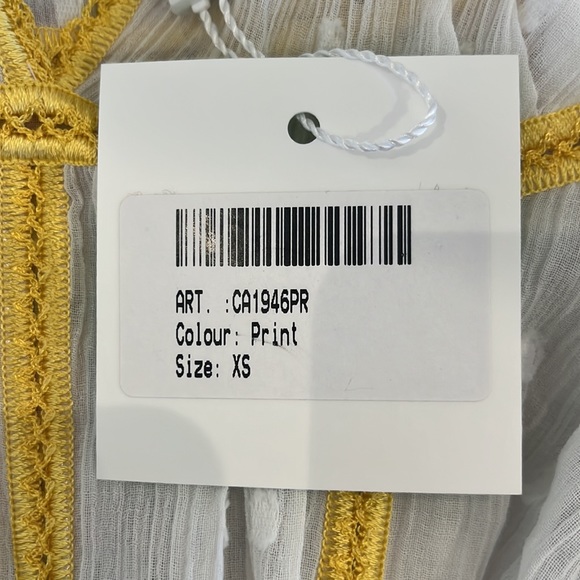 ART. :CA1946PR
Colour: Print
Size: XS